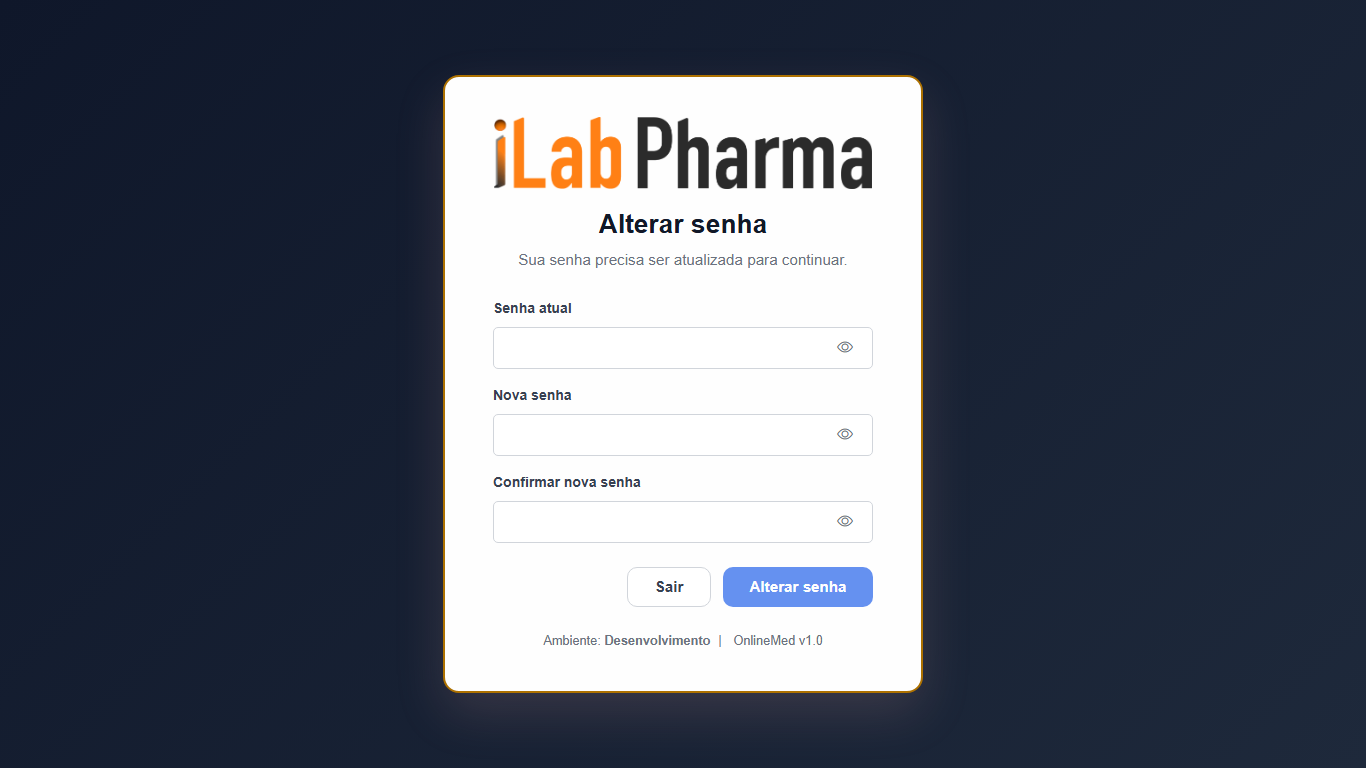 iLab Pharma
Alterar senha
Sua senha precisa ser atualizada para continuar.
Senha atual
Nova senha
Confirmar nova senha
Sair Alterar senha
Ambiente: Desenvolvimento | OnlineMed v1.0